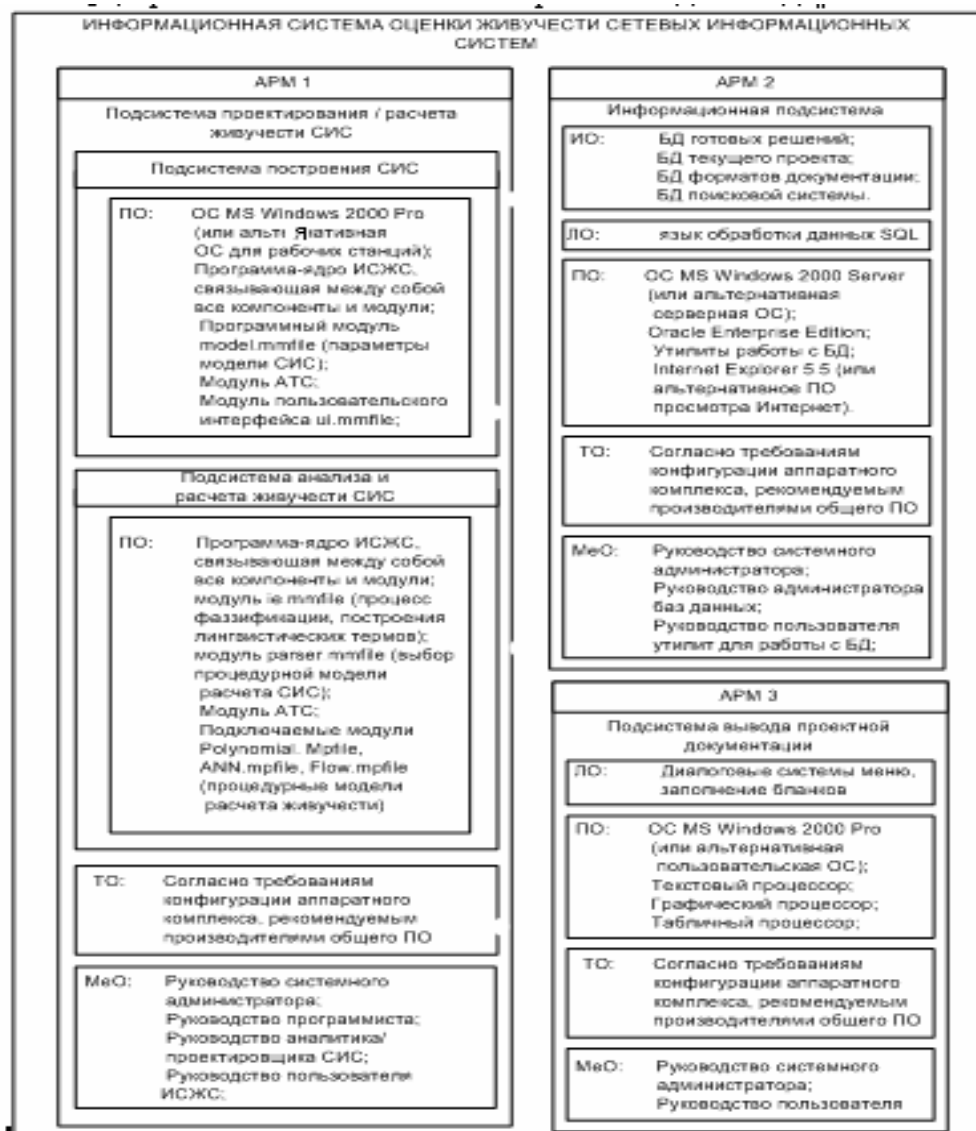 ИНФОРМАЦИОННАЯ СИСТЕМА ОЦЕНКИ ЖИВУЧЕСТИ СЕТЕВЫХ ИНФОРМАЦИОННЫХ
СИСТЕМ
АРМ 1
Подсистема проектирования / расчета
живучести СИС
Подсистема построения СИС
ПО: ОС MS Windows 2000 Pro
(или альтı Яıативная
ОС для рабочих станций);
Программа-ядро ИСЖС,
связывающая между собой
все компоненты и модули;
Программный модуль
model.mmfile (параметры
модели СИС);
Модуль АТС;
Модуль пользовательского
интерфейса ui.mmfile;
Подсистема анализа и
расчета живучести СИС
ПО: Программа-ядро ИСЖС,
связывающая между собой
все компоненты и модули;
модуль ie mmfile (процесс
фаззификации, построения
лингвистических термов);
модуль parser mmfile (выбор
процедурной модели
расчета СИС);
Модуль АТС;
Подключаемые модули
Polynomial. Mpfile,
ANN.mpfile, Flow.mpfile
(процедурные модели
расчета живучести)
ТО: Согласно требованиям
конфигурации аппаратного
комплекса, рекомендуемым
производителями общего ПО
МеО: Руководство системного
администратора;
Руководство программиста;
Руководство аналитика/
проектировщика СИС;
Руководство пользователя
ИСЖС;
АРМ 2
Информационная подсистема
ИО: БД готовых решений;
БД текущего проекта;
БД форматов документации;
БД поисковой системы.
ЛО: язык обработки данных SQL
ПО: ОС MS Windows 2000 Server
(или альтернативная
серверная ОС);
Oracle Enterprise Edition;
Утилиты работы с БД;
Internet Explorer 5.5 (или
альтернативное ПО
просмотра Интернет).
ТО: Согласно требованиям
конфигурации аппаратного
комплекса, рекомендуемым
производителями общего ПО
МеО: Руководство системного
администратора;
Руководство администратора
баз данных;
Руководство пользователя
утилит для работы с БД;
АРМ 3
Подсистема вывода проектной
документации
ЛО: Диалоговые системы меню,
заполнение бланков
ПО: ОС MS Windows 2000 Pro
(или альтернативная
пользовательская ОС);
Текстовый процессор;
Графический процессор;
Табличный процессор;
ТО: Согласно требованиям
конфигурации аппаратного
комплекса, рекомендуемым
производителями общего ПО
МеО: Руководство системного
администратора;
Руководство пользователя